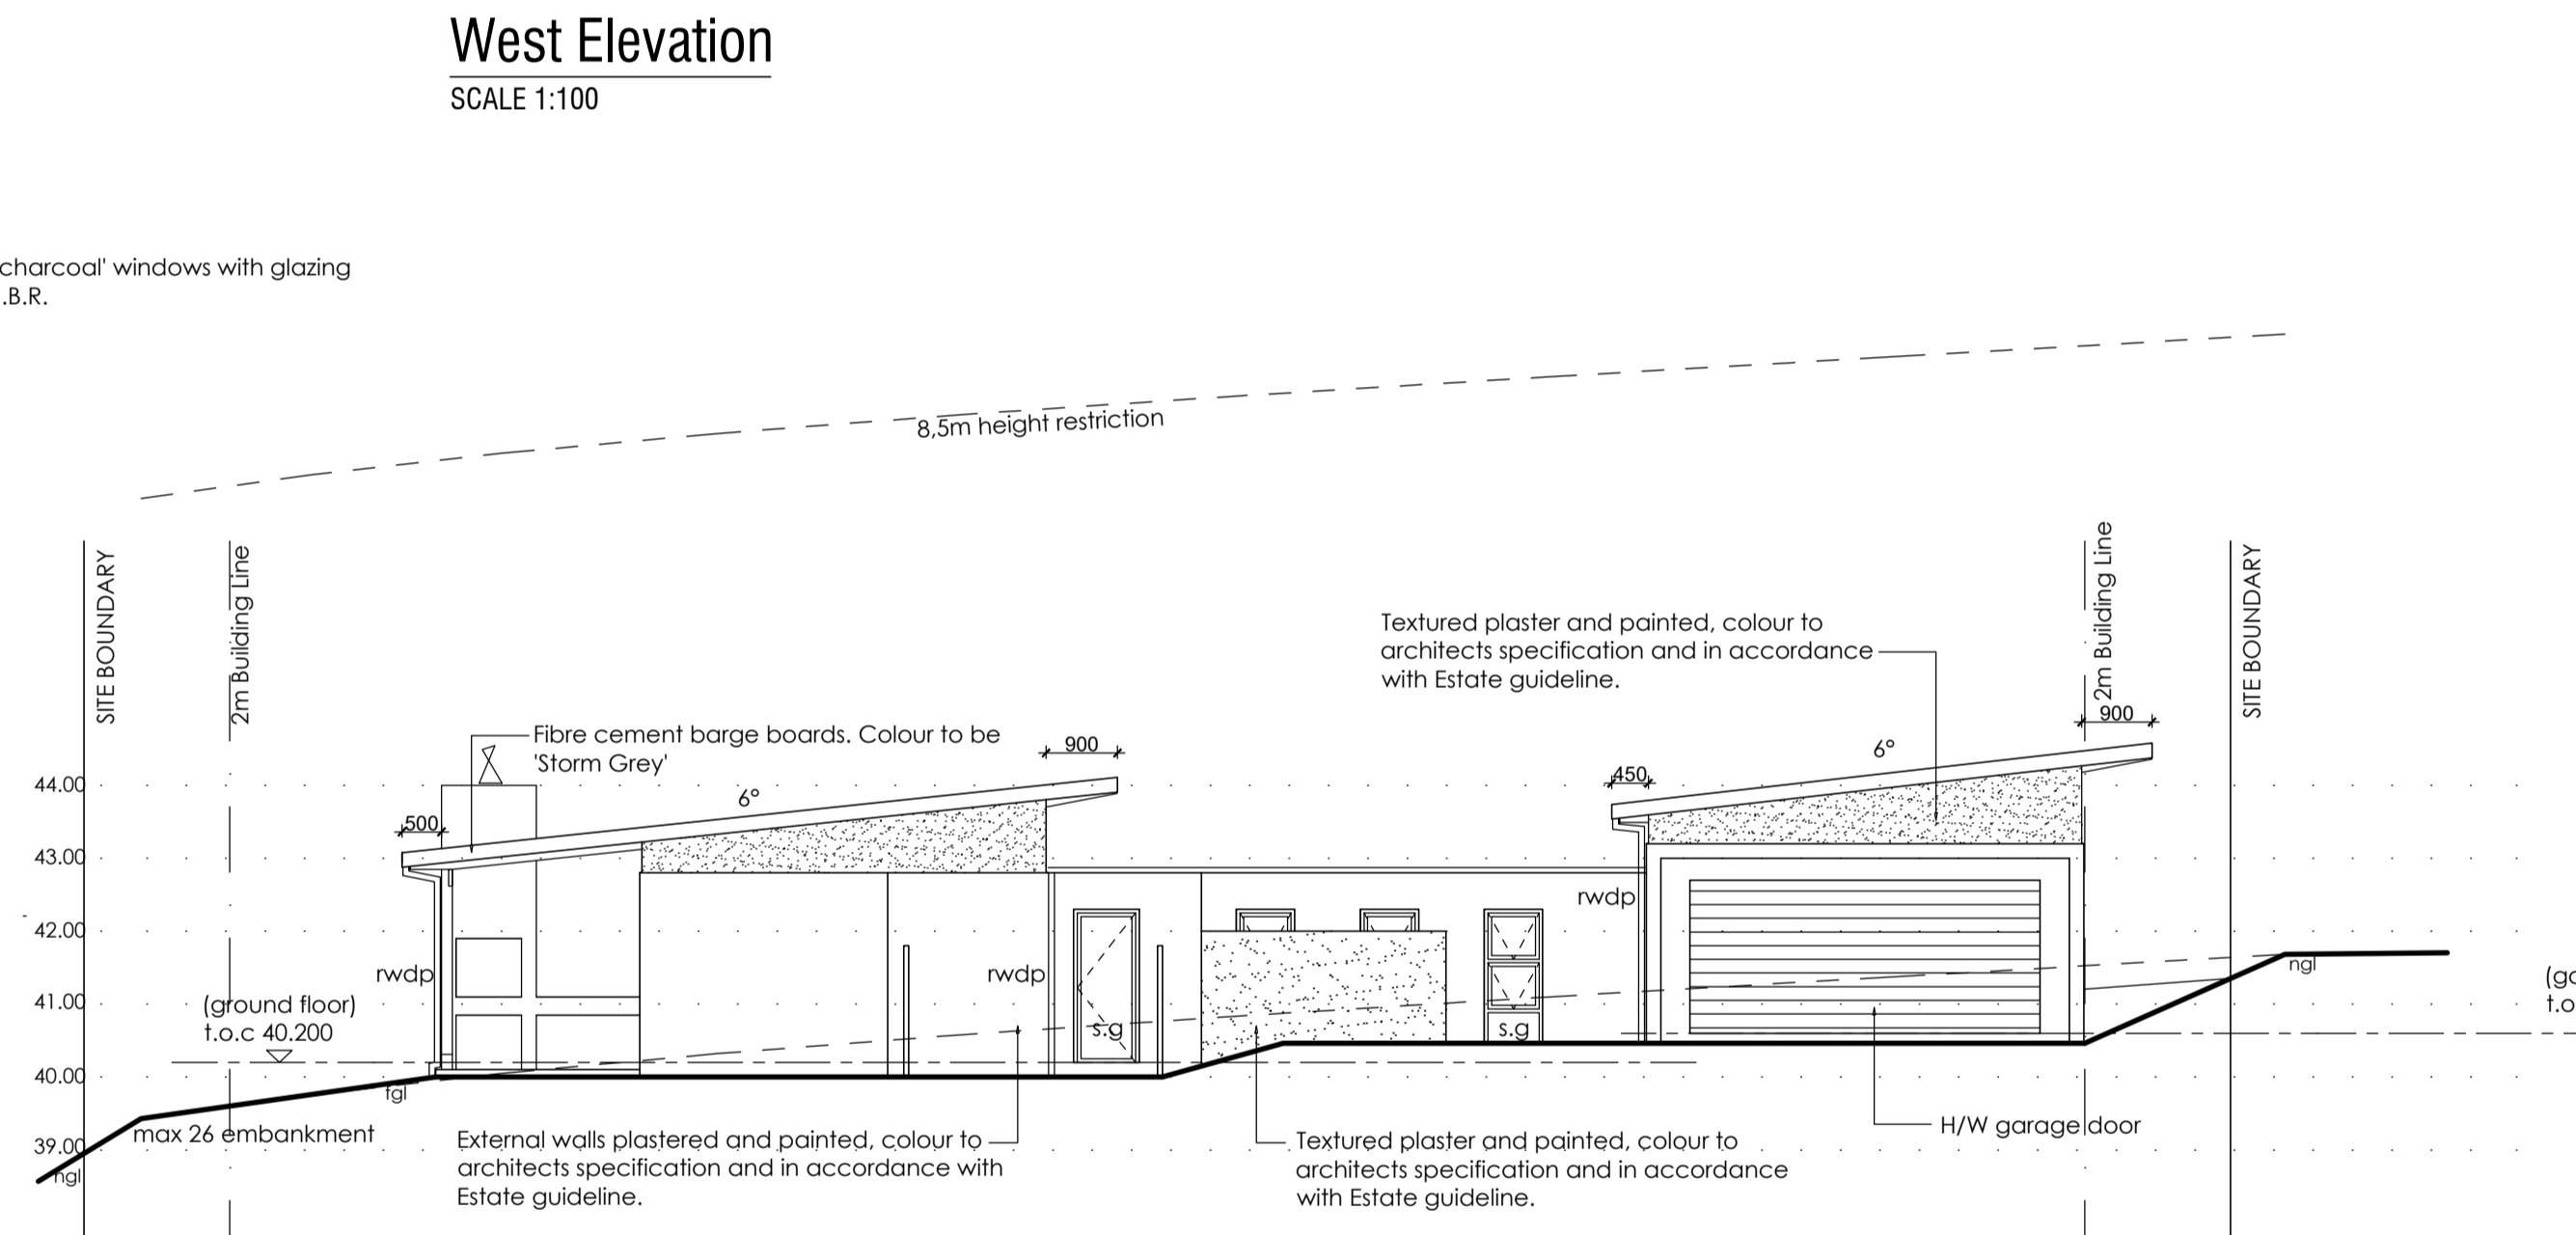 West Elevation
SCALE 1:100
charcoal' windows with glazing
.B.R.
8,5m height restriction
SITE BOUNDARY
2m Building Line
2m Building Line
SITE BOUNDARY
Textured plaster and painted, colour to
architects specification and in accordance
with Estate guideline.
900
Fibre cement barge boards. Colour to be
'Storm Grey'
900
6°
450
44.00
6°
500
43.00
rwdp
42.00
rwdp
rwdp
ngl
41.00
(ground floor)
t.o.c 40.200
s.g
s.g
(go
t.o
40.00
fgl
max 26 embankment
39.00
ngl
External walls plastered and painted, colour to
architects specification and in accordance with
Estate guideline.
Textured plaster and painted, colour to
architects specification and in accordance
with Estate guideline.
H/W garage door